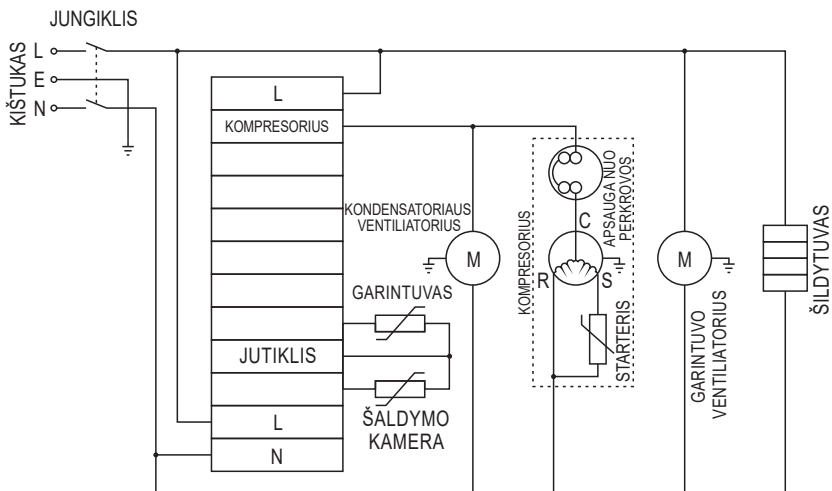 JUNGIKLIS
KIŠTUKAS
L
E
N
L
KOMPRESORIUS
KONDENSATORIAUS
VENTILIATORIUS
M
GARINTUVAS
JUTIKLIS
ŠALDYMO
KAMERA
L
N
KOMPRESORIUS
APSAUGA NUO
PERKROVOS
C
R
S
STARTERIS
M
GARINTUVO
VENTILIATORIUS
ŠILDYTUVAS